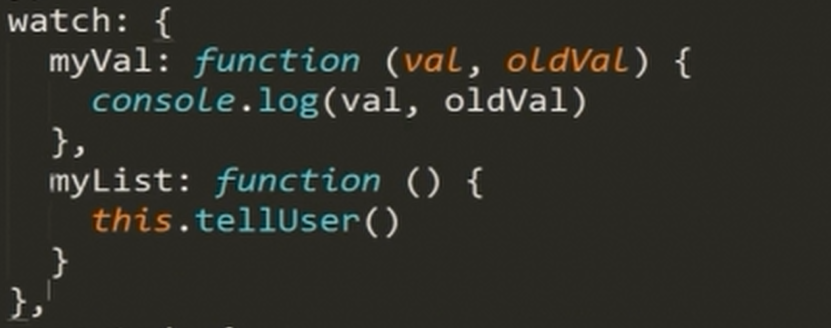 watch: {
  myVal: function (val, oldVal) {
    console.log(val, oldVal)
  },
  myList: function () {
    this.tellUser()
  }
},